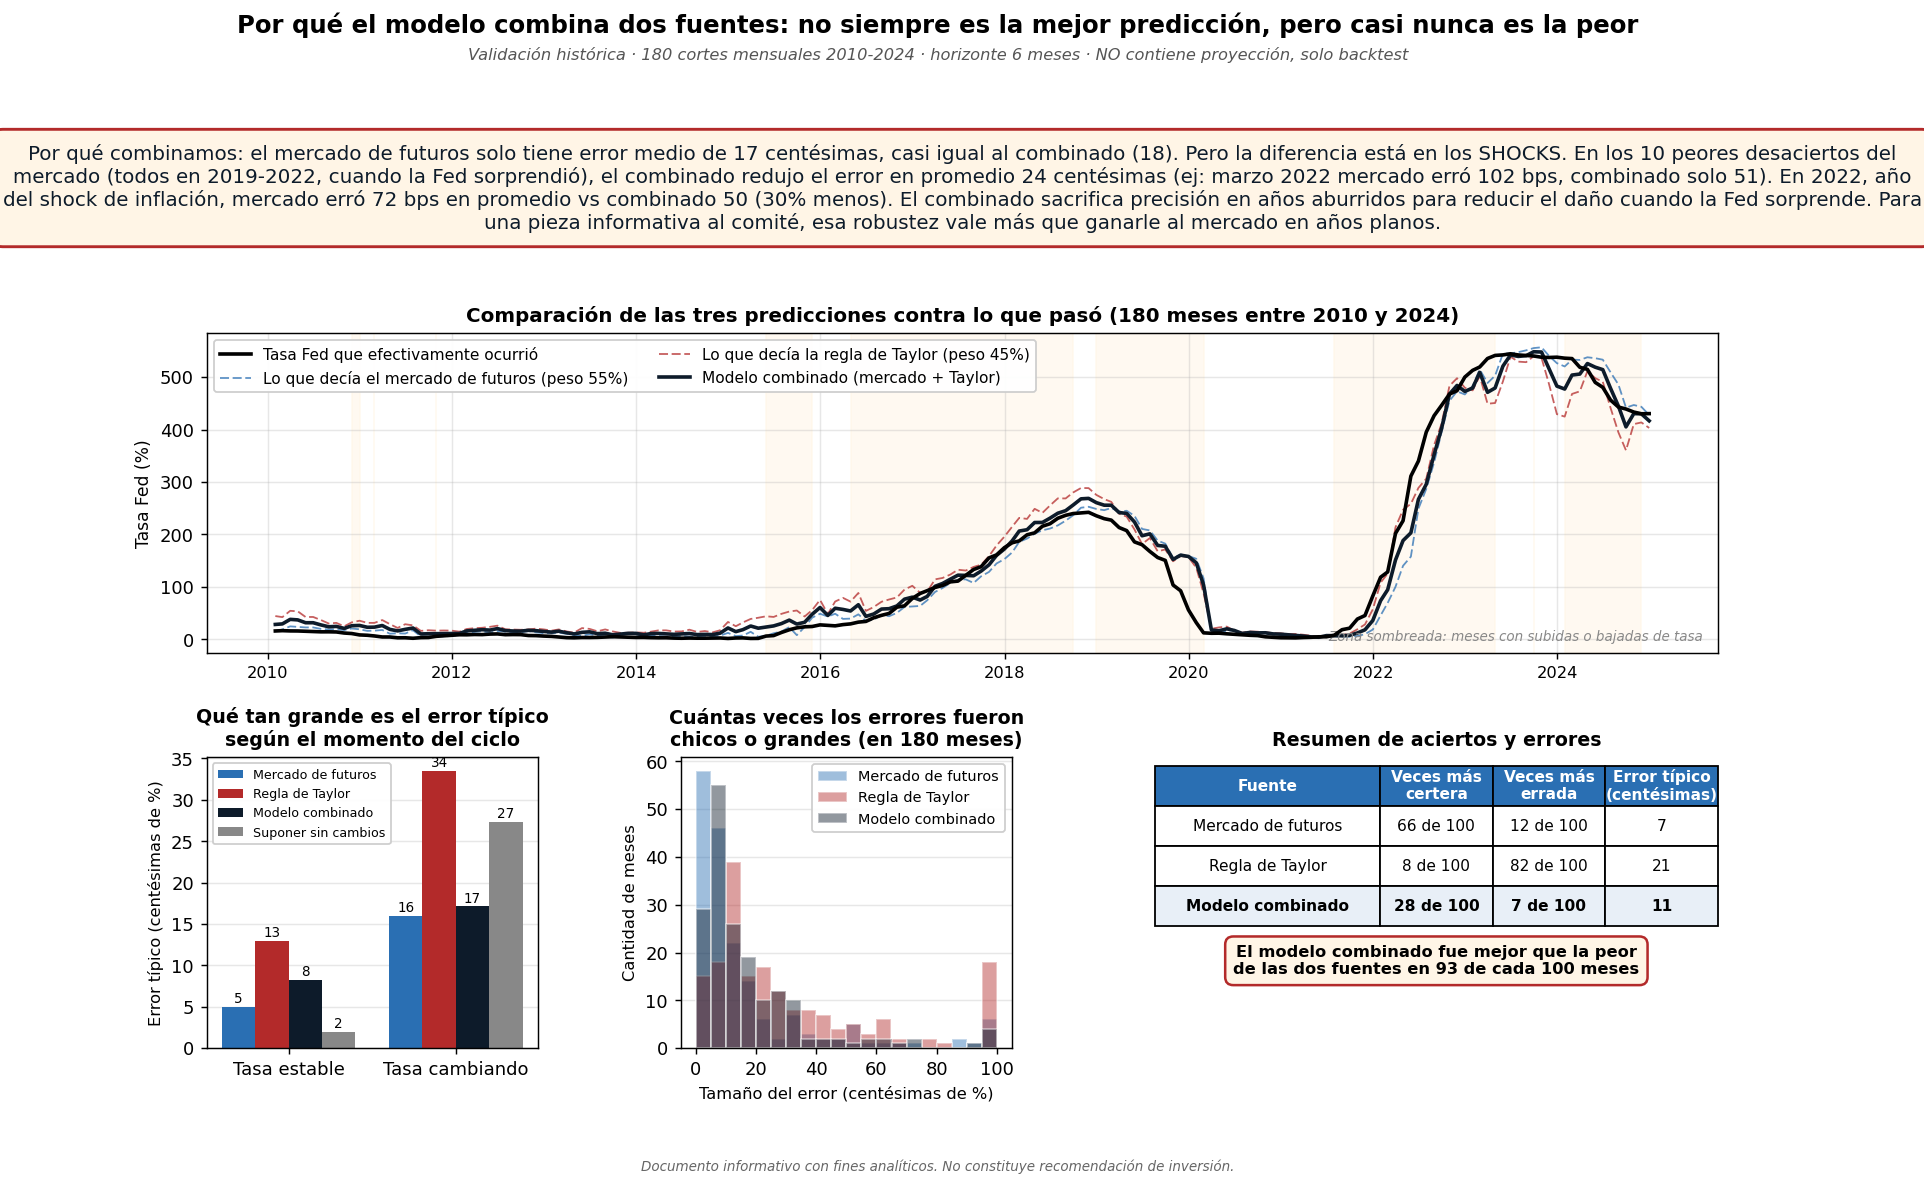 Por qué el modelo combina dos fuentes: no siempre es la mejor predicción, pero casi nunca es la peor
Validación histórica · 180 cortes mensuales 2010-2024 · horizonte 6 meses · NO contiene proyección, solo backtest
Por qué combinamos: el mercado de futuros solo tiene error medio de 17 centésimas, casi igual al combinado (18). Pero la diferencia está en los SHOCKS. En los 10 peores desaciertos del
mercado (todos en 2019-2022, cuando la Fed sorprendió), el combinado redujo el error en promedio 24 centésimas (ej: marzo 2022 mercado erró 102 bps, combinado solo 51). En 2022, año
del shock de inflación, mercado erró 72 bps en promedio vs combinado 50 (30% menos). El combinado sacrifica precisión en años aburridos para reducir el daño cuando la Fed sorprende. Para
una pieza informativa al comité, esa robustez vale más que ganarle al mercado en años planos.
Comparación de las tres predicciones contra lo que pasó (180 meses entre 2010 y 2024)
Tasa Fed que efectivamente ocurrió
Lo que decía el mercado de futuros (peso 55%)
Lo que decía la regla de Taylor (peso 45%)
Modelo combinado (mercado + Taylor)
Tasa Fed (%)
500
400
300
200
100
0
Zona sombreada: meses con subidas o bajadas de tasa
2010 2012 2014 2016 2018 2020 2022 2024
Qué tan grande es el error típico
según el momento del ciclo
Error típico (centésimas de %)
35
30
25
20
15
10
5
0
Mercado de futuros
Regla de Taylor
Modelo combinado
Suponer sin cambios
5 13 8 2
16 34 17 27
Tasa estable Tasa cambiando
Cuántas veces los errores fueron
chicos o grandes (en 180 meses)
Cantidad de meses
60
50
40
30
20
10
0
Mercado de futuros
Regla de Taylor
Modelo combinado
0 20 40 60 80 100
Tamaño del error (centésimas de %)
Resumen de aciertos y errores
Fuente | Veces más certera | Veces más errada | Error típico (centésimas)
Mercado de futuros | 66 de 100 | 12 de 100 | 7
Regla de Taylor | 8 de 100 | 82 de 100 | 21
Modelo combinado | 28 de 100 | 7 de 100 | 11
El modelo combinado fue mejor que la peor
de las dos fuentes en 93 de cada 100 meses
Documento informativo con fines analíticos. No constituye recomendación de inversión.